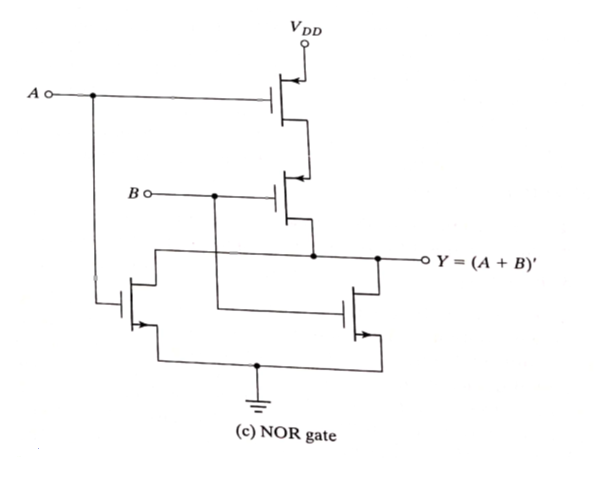 V_DD
A
B
Y = (A + B)′
(c) NOR gate